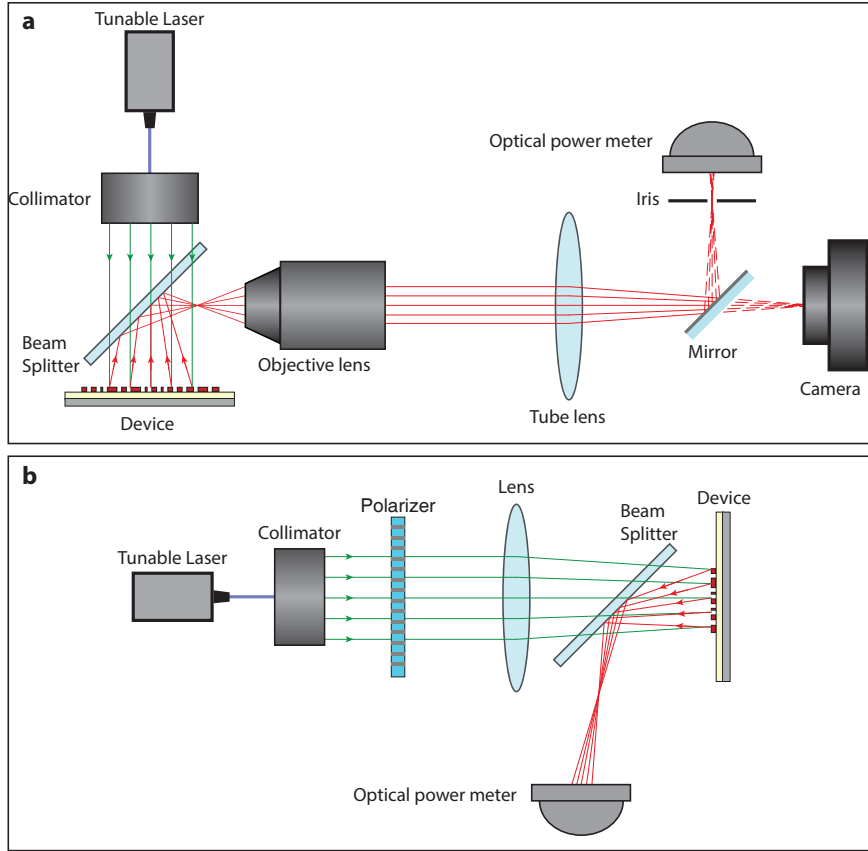 a
Tunable Laser
Optical power meter
Collimator
Iris
Beam
Splitter
Objective lens
Mirror
Camera
Tube lens
Device
b
Lens
Device
Polarizer
Beam
Splitter
Collimator
Tunable Laser
Optical power meter